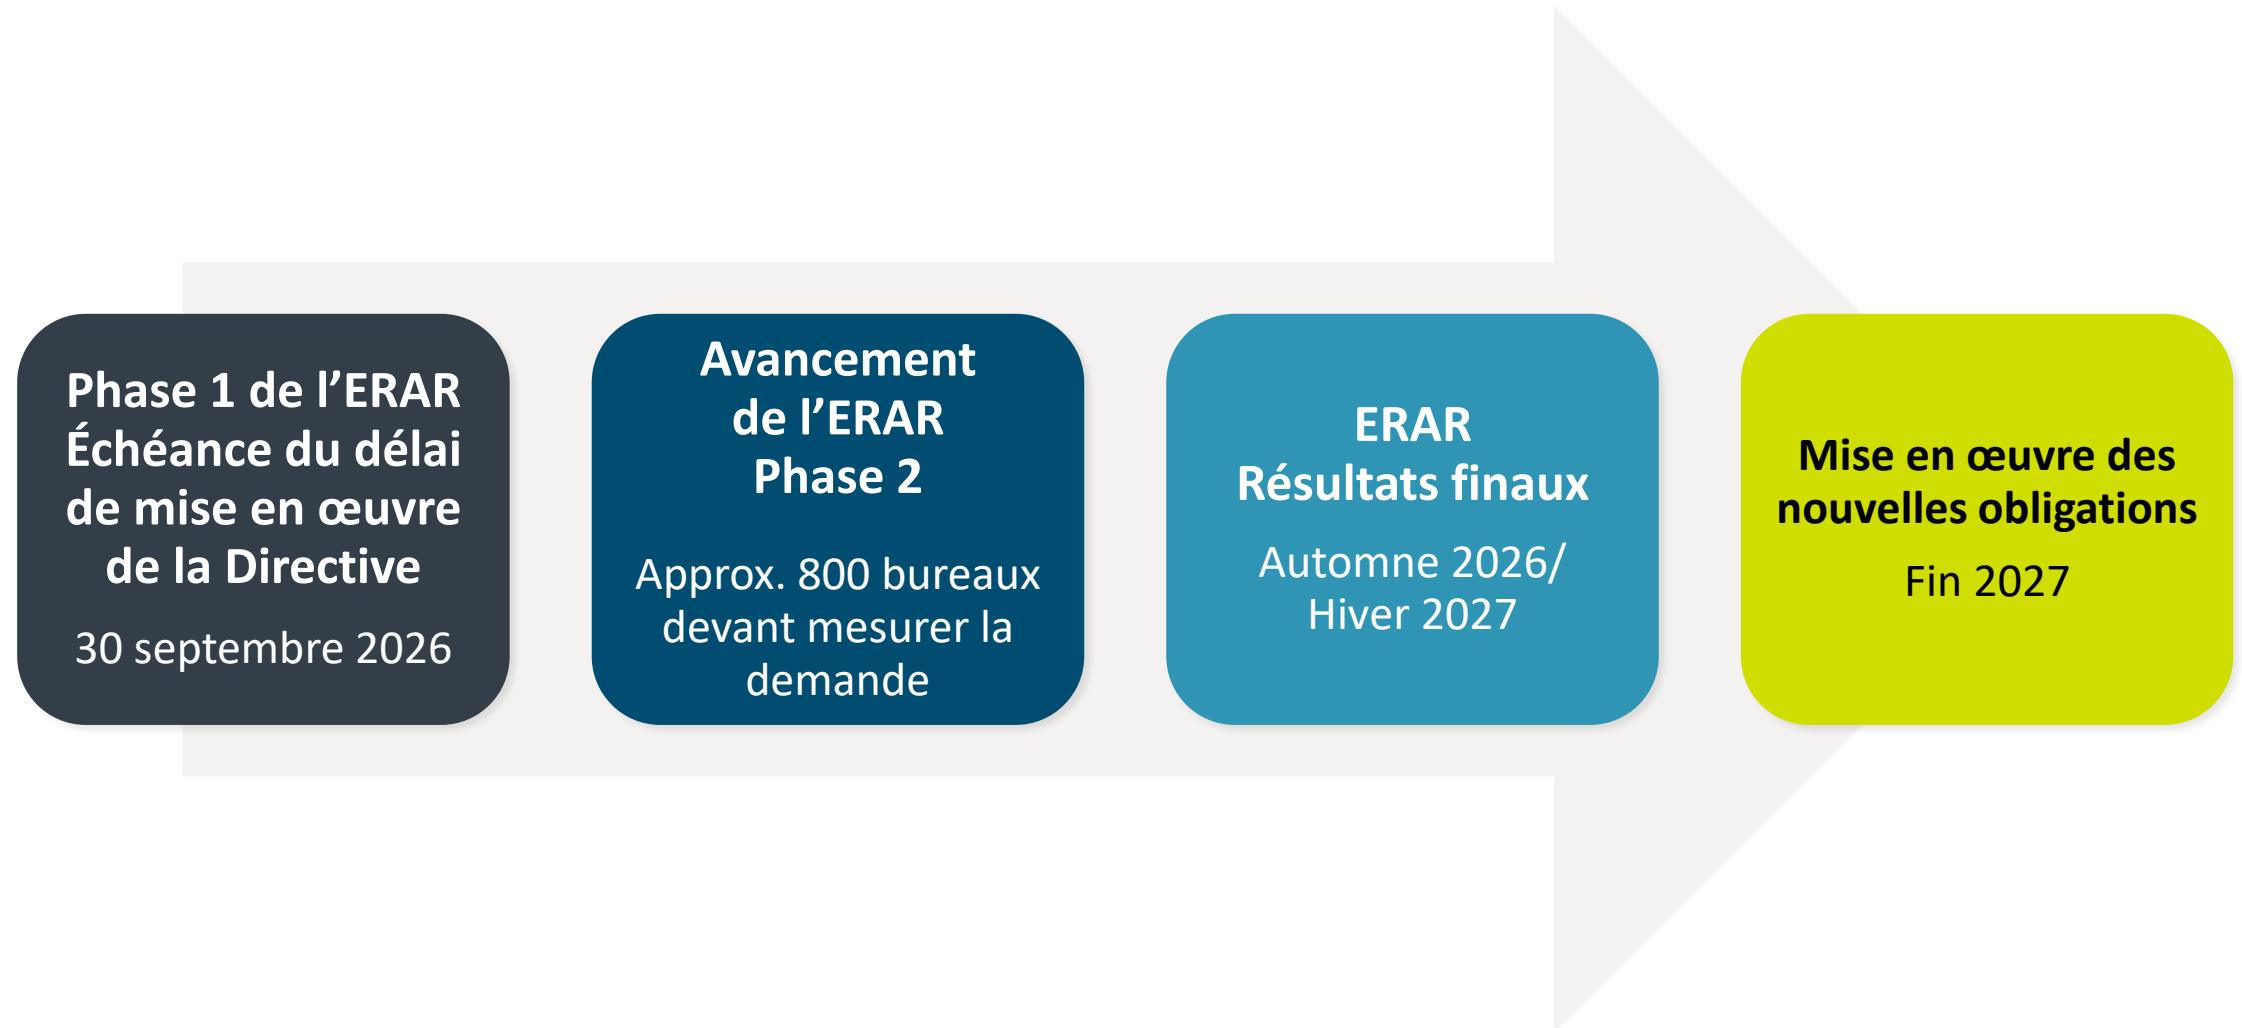 Phase 1 de l’ERAR
Échéance du délai
de mise en œuvre
de la Directive
30 septembre 2026
Avancement
de l’ERAR
Phase 2
Approx. 800 bureaux
devant mesurer la
demande
ERAR
Résultats finaux
Automne 2026/
Hiver 2027
Mise en œuvre des
nouvelles obligations
Fin 2027